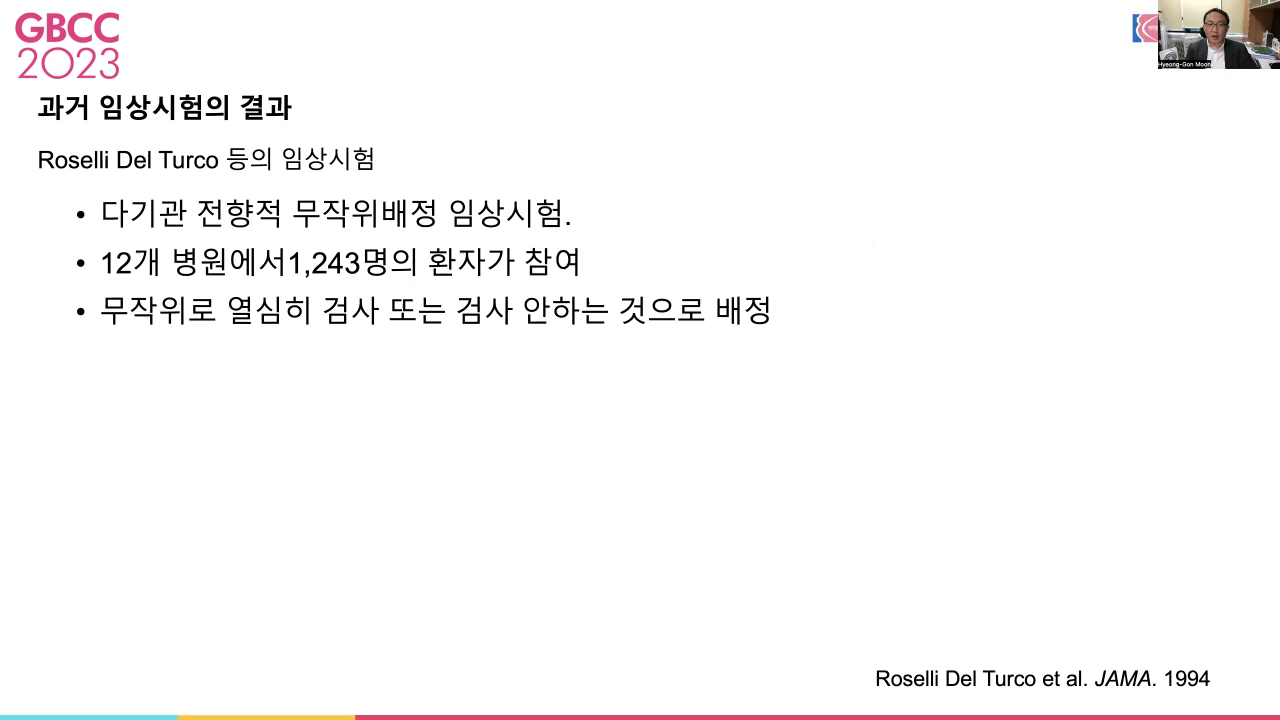 GBCC
2023
Hyeong-Gon Moon
과거 임상시험의 결과
Roselli Del Turco 등의 임상시험
• 다기관 전향적 무작위배정 임상시험.
• 12개 병원에서1,243명의 환자가 참여
• 무작위로 열심히 검사 또는 검사 안하는 것으로 배정
Roselli Del Turco et al. JAMA. 1994